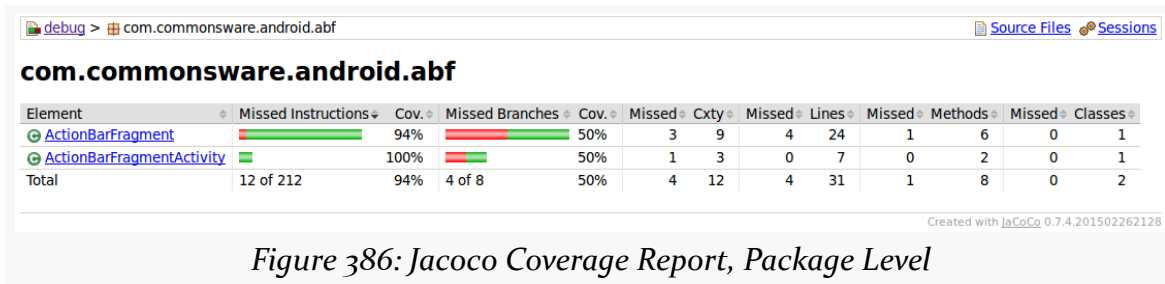 debug > com.commonsware.android.abf Source Files Sessions
com.commonsware.android.abf
Element Missed Instructions Cov. Missed Branches Cov. Missed Cxty Missed Lines Missed Methods Missed Classes
ActionBarFragment 94% 50% 3 9 4 24 1 6 0 1
ActionBarFragmentActivity 100% 50% 1 3 0 7 0 2 0 1
Total 12 of 212 94% 4 of 8 50% 4 12 4 31 1 8 0 2
Created with JaCoCo 0.7.4.201502262128
Figure 386: Jacoco Coverage Report, Package Level